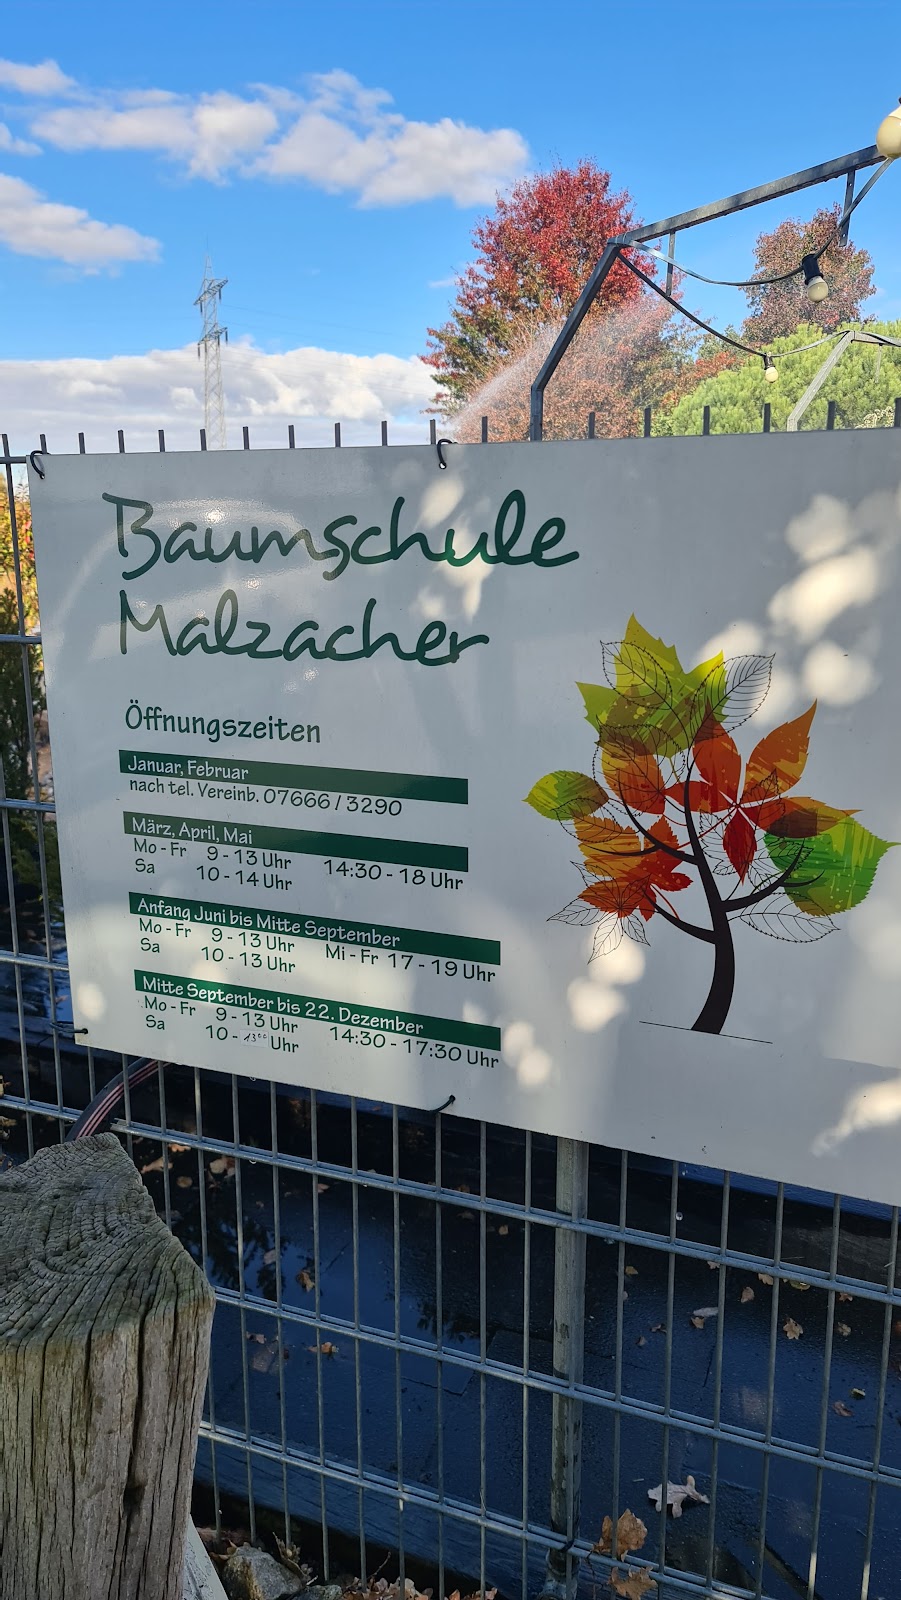 Baumschule
Malzacher
Öffnungszeiten
Januar, Februar
nach tel. Vereinb. 07666 / 3290
März, April, Mai
Mo - Fr 9 - 13 Uhr 14:30 - 18 Uhr
Sa 10 - 14 Uhr
Anfang Juni bis Mitte September
Mo - Fr 9 - 13 Uhr Mi - Fr 17 - 19 Uhr
Sa 10 - 13 Uhr
Mitte September bis 22. Dezember
Mo - Fr 9 - 13 Uhr 14:30 - 17:30 Uhr
Sa 10 - 13⁰⁰ Uhr